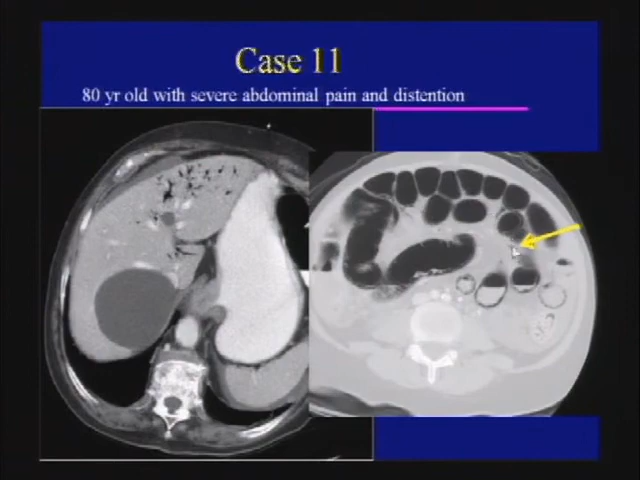 Case 11
80 yr old with severe abdominal pain and distention